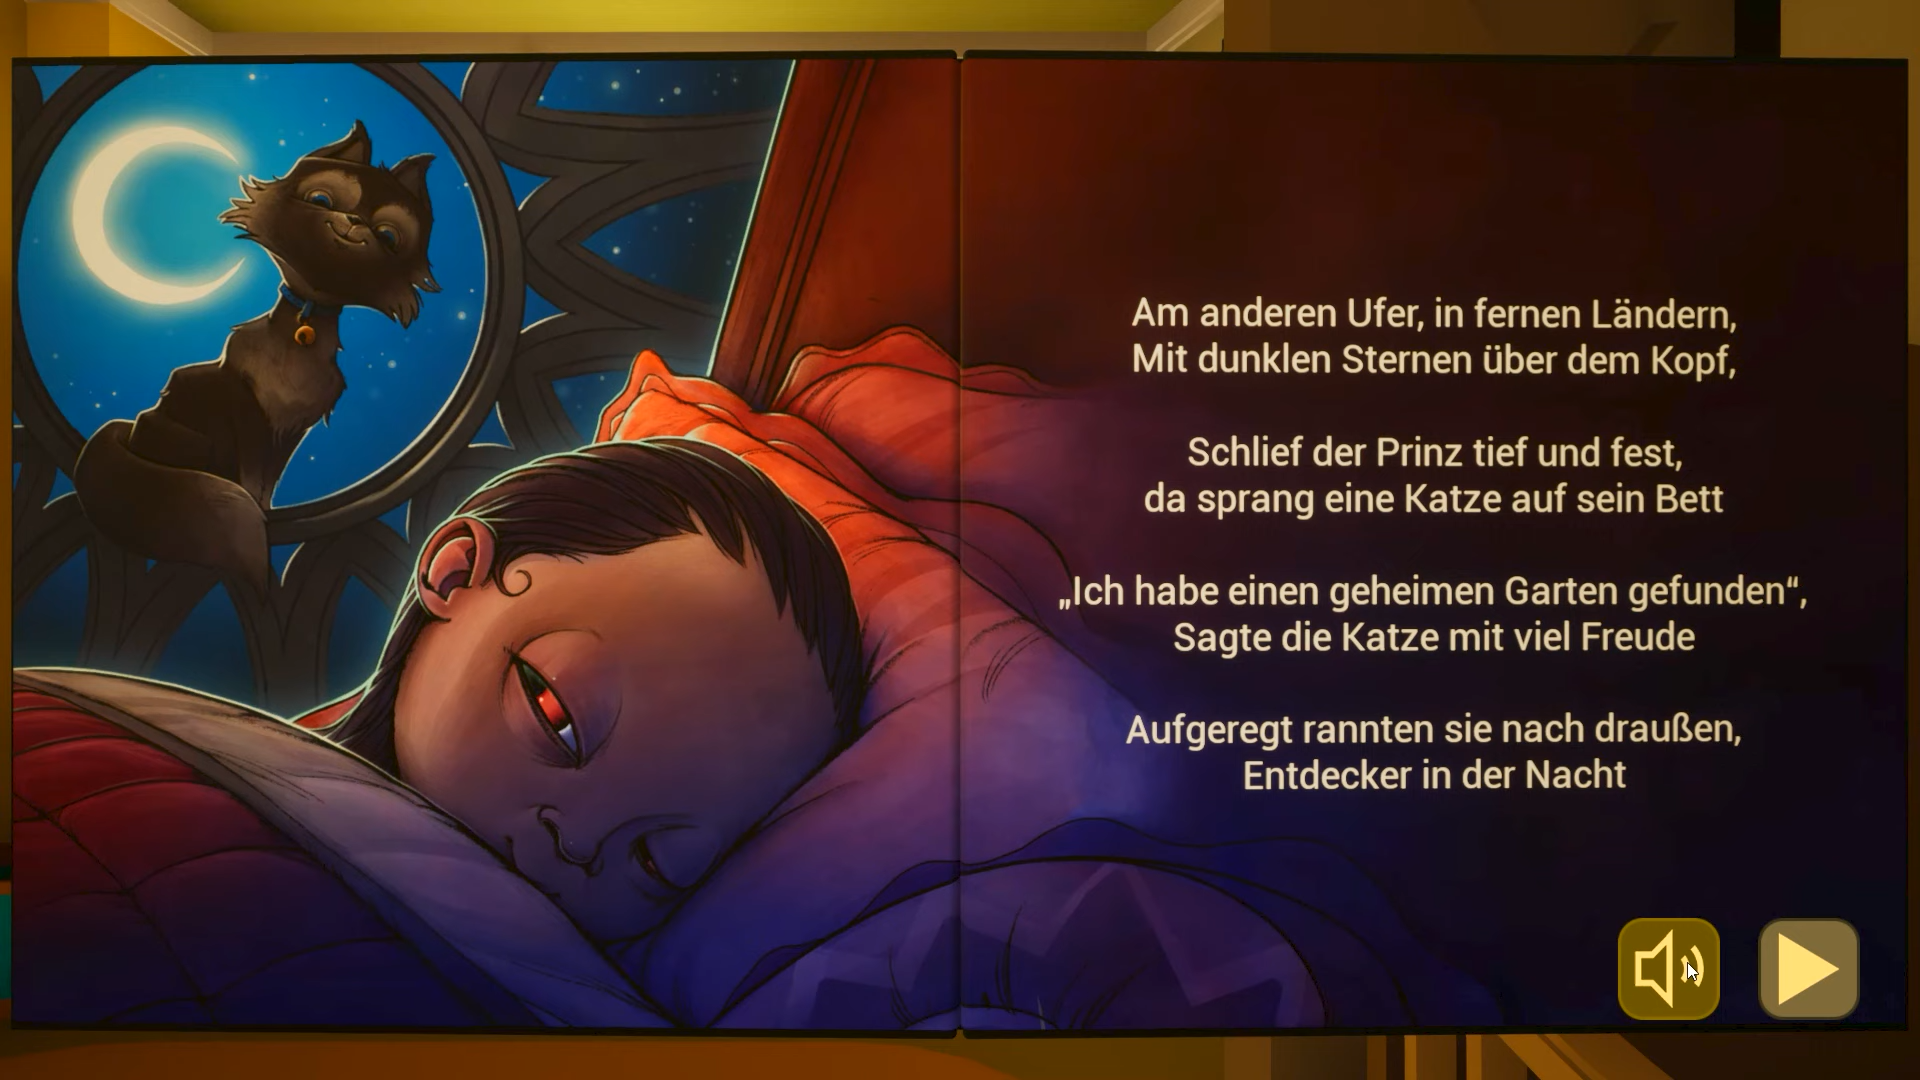 Am anderen Ufer, in fernen Ländern,
Mit dunklen Sternen über dem Kopf,
Schlief der Prinz tief und fest,
da sprang eine Katze auf sein Bett
„Ich habe einen geheimen Garten gefunden“,
Sagte die Katze mit viel Freude
Aufgeregt rannten sie nach draußen,
Entdecker in der Nacht